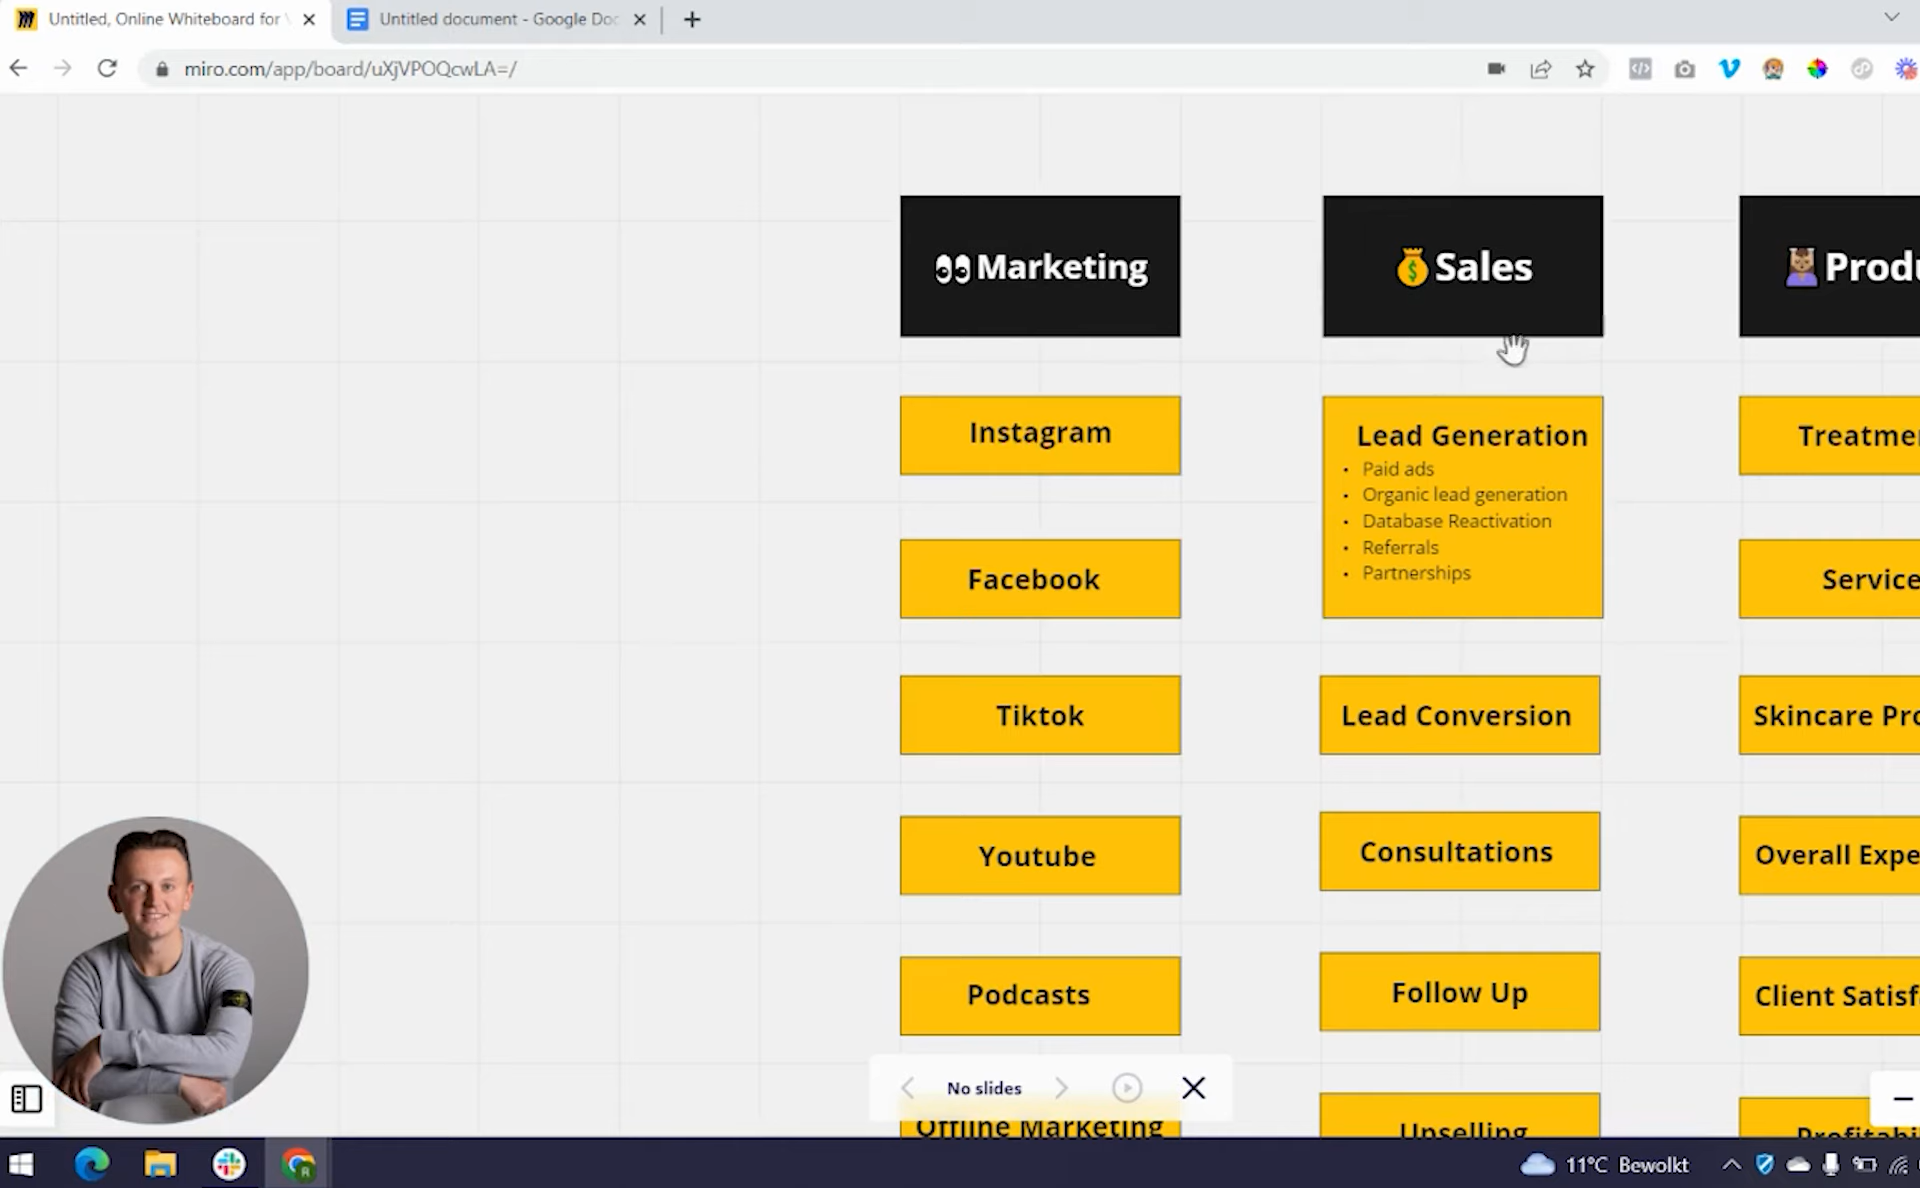 Untitled, Online Whiteboard for
Untitled document - Google Doc
miro.com/app/board/uXjVPOQcwLA=/
Marketing
Sales
Produ
Instagram
Facebook
Tiktok
Youtube
Podcasts
Offline Marketing
Lead Generation
• Paid ads
• Organic lead generation
• Database Reactivation
• Referrals
• Partnerships
Lead Conversion
Consultations
Follow Up
Upselling
Treatme
Service
Skincare Pro
Overall Expe
Client Satisf
Profitabi
No slides
11°C Bewolkt